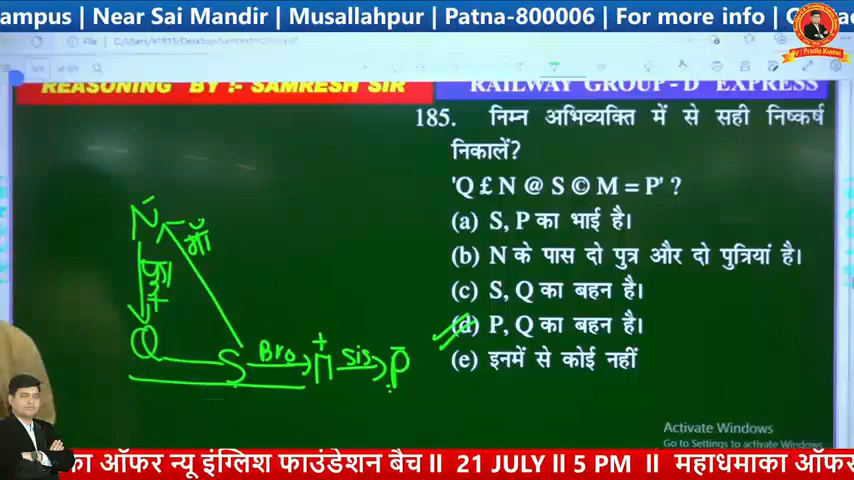 ampus | Near Sai Mandir | Musallahpur | Patna-800006 | For more info |
REASONING BY :- SAMRESH SIR
RAILWAY GROUP-D EXPRESS
185. निम्न अभिव्यक्ति में से सही निष्कर्ष
निकालें?
'Q £ N @ S © M = P' ?
(a) S, P का भाई है।
(b) N के पास दो पुत्र और दो पुत्रियां है।
(c) S, Q का बहन है।
(d) P, Q का बहन है।
(e) इनमें से कोई नहीं
N
माँ
पुत्र
+
Q
S
Bro
+
M
Sis
P
Activate Windows
Go to Settings to activate Windows
का ऑफर न्यू इंग्लिश फाउंडेशन बैच II 21 JULY II 5 PM II महाधमाका ऑफर